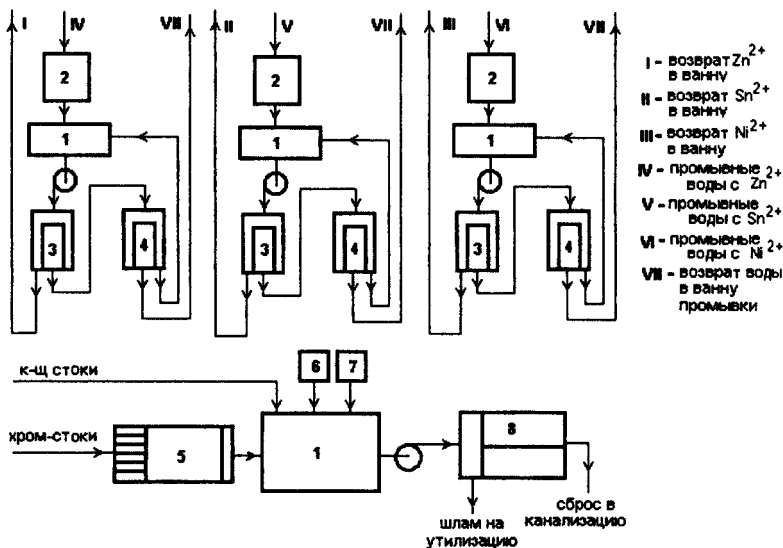 I IV VII II V VII III VI VII
2 2 2
1 1 1
3 4 3 4 3 4
I - возврат Zn2+
в ванну
II - возврат Sn2+
в ванну
III - возврат Ni2+
в ванну
IV - промывные
воды с Zn2+
V - промывные
воды с Sn2+
VI - промывные
воды с Ni2+
VII - возврат воды
в ванну
промывки
к-щ стоки
6 7
хром-стоки
5 1 8
шлам на
утилизацию
сброс в
канализацию